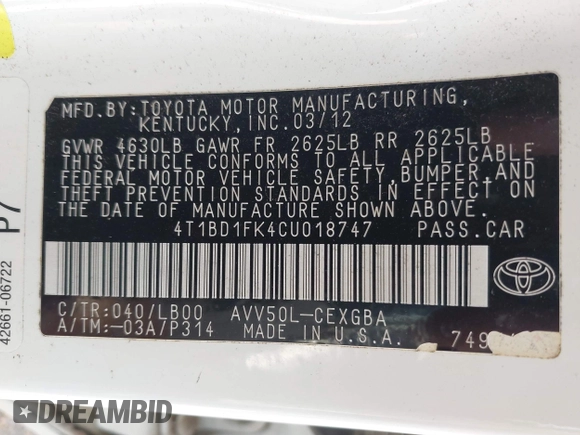 MFD.BY:TOYOTA MOTOR MANUFACTURING,
KENTUCKY,INC.03/12
GVWR 4630LB GAWR FR 2625LB RR 2625LB
THIS VEHICLE CONFORMS TO ALL APPLICABLE
FEDERAL MOTOR VEHICLE SAFETY, BUMPER,AND
THEFT PREVENTION STANDARDS IN EFFECT ON
THE DATE OF MANUFACTURE SHOWN ABOVE.
4T1BD1FK4CU018747 PASS.CAR
C/TR:040/LB00 AVV50L-CEXGBA
A/TM:-03A/P314 MADE IN U.S.A.
P7
42661-06722
DREAMBID